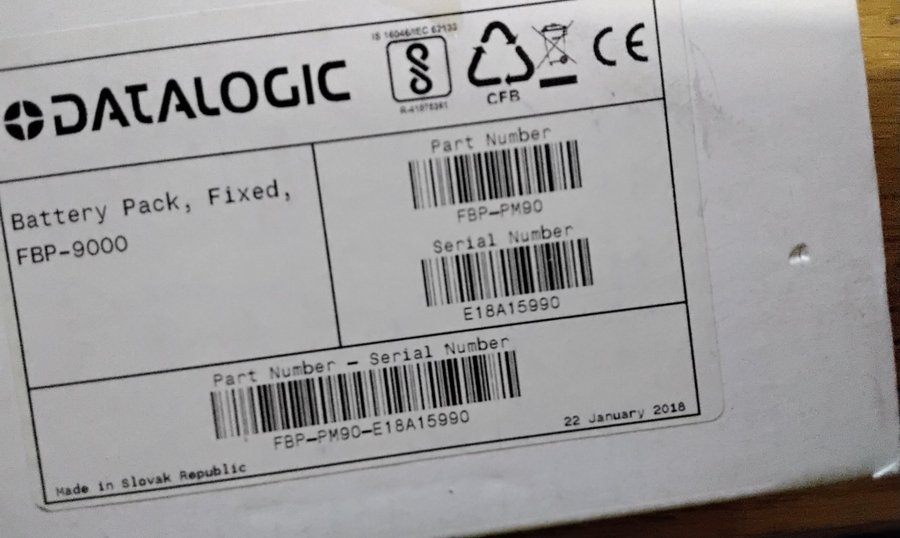 IS 16046/IEC 62133
DATALOGIC
R-41078361
CFB
CE
Battery Pack, Fixed,
FBP-9000
Part Number
FBP-PM90
Serial Number
E18A15990
Part Number - Serial Number
FBP-PM90-E18A15990
22 January 2018
Made in Slovak Republic